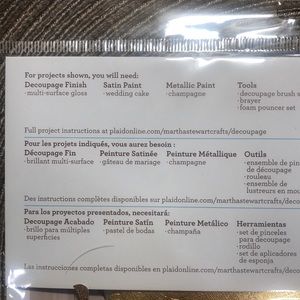 For projects shown, you will need:
Decoupage Finish Satin Paint Metallic Paint Tools
·multi-surface gloss ·wedding cake ·champagne ·decoupage brush s
·brayer
·foam pouncer set
Full project instructions at plaidonline.com/marthastewartcrafts/decoupage
Pour les projets indiqués, vous aurez besoin :
Découpage Fin Peinture Satinée Peinture Métallique Outils
·brillant multi-surface ·gâteau de mariage ·champagne ·ensemble de pin
de découpage
·rouleau
·ensemble de
lustreurs en mo
Des instructions complètes disponibles sur plaidonline.com/marthastewartcrafts/deco
Para los proyectos presentados, necesitará:
Decoupage Acabado Peinture Satín Peinture Metálico Herramientas
·brillo para múltiples superficies ·pastel de bodas ·champaña ·set de pinceles
para decoupage
·rodillo
·set de aplicadores
de esponja
Las instrucciones completas disponibles en plaidonline.com/marthastewartcrafts/deco